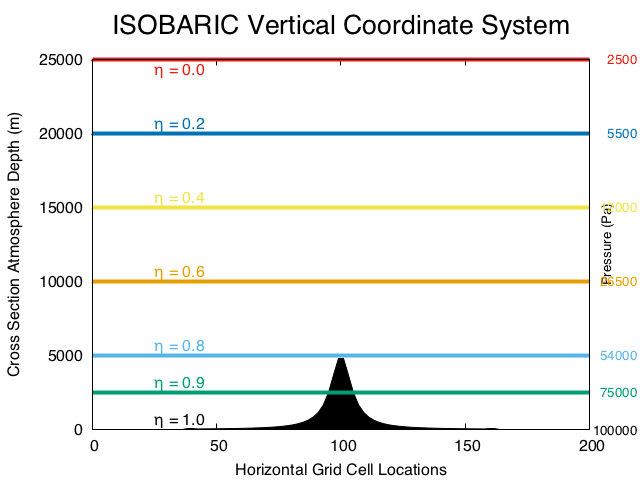 ISOBARIC Vertical Coordinate System
Cross Section Atmosphere Depth (m)
25000
20000
15000
10000
5000
0
η = 0.0
η = 0.2
η = 0.4
η = 0.6
η = 0.8
η = 0.9
η = 1.0
2500
5500
54000
75000
100000
Pressure (Pa)
0
50
100
150
200
Horizontal Grid Cell Locations